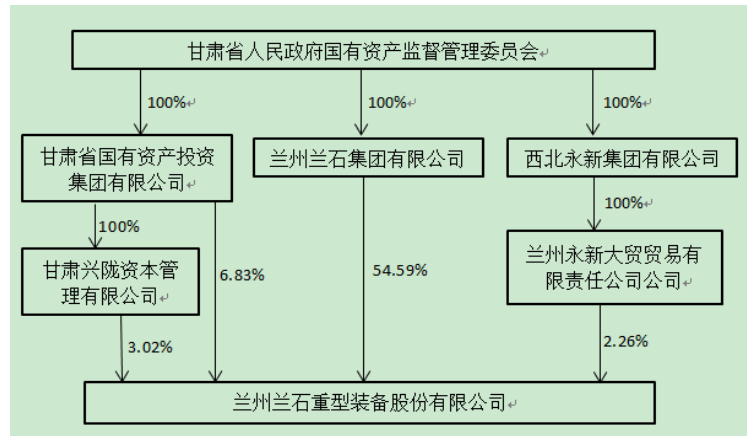 甘肃省人民政府国有资产监督管理委员会
100%
100%
100%
甘肃省国有资产投资
集团有限公司
兰州兰石集团有限公司
西北永新集团有限公司
100%
100%
甘肃兴陇资本管
理有限公司
6.83%
54.59%
兰州永新大贸贸易有
限责任公司公司
3.02%
2.26%
兰州兰石重型装备股份有限公司